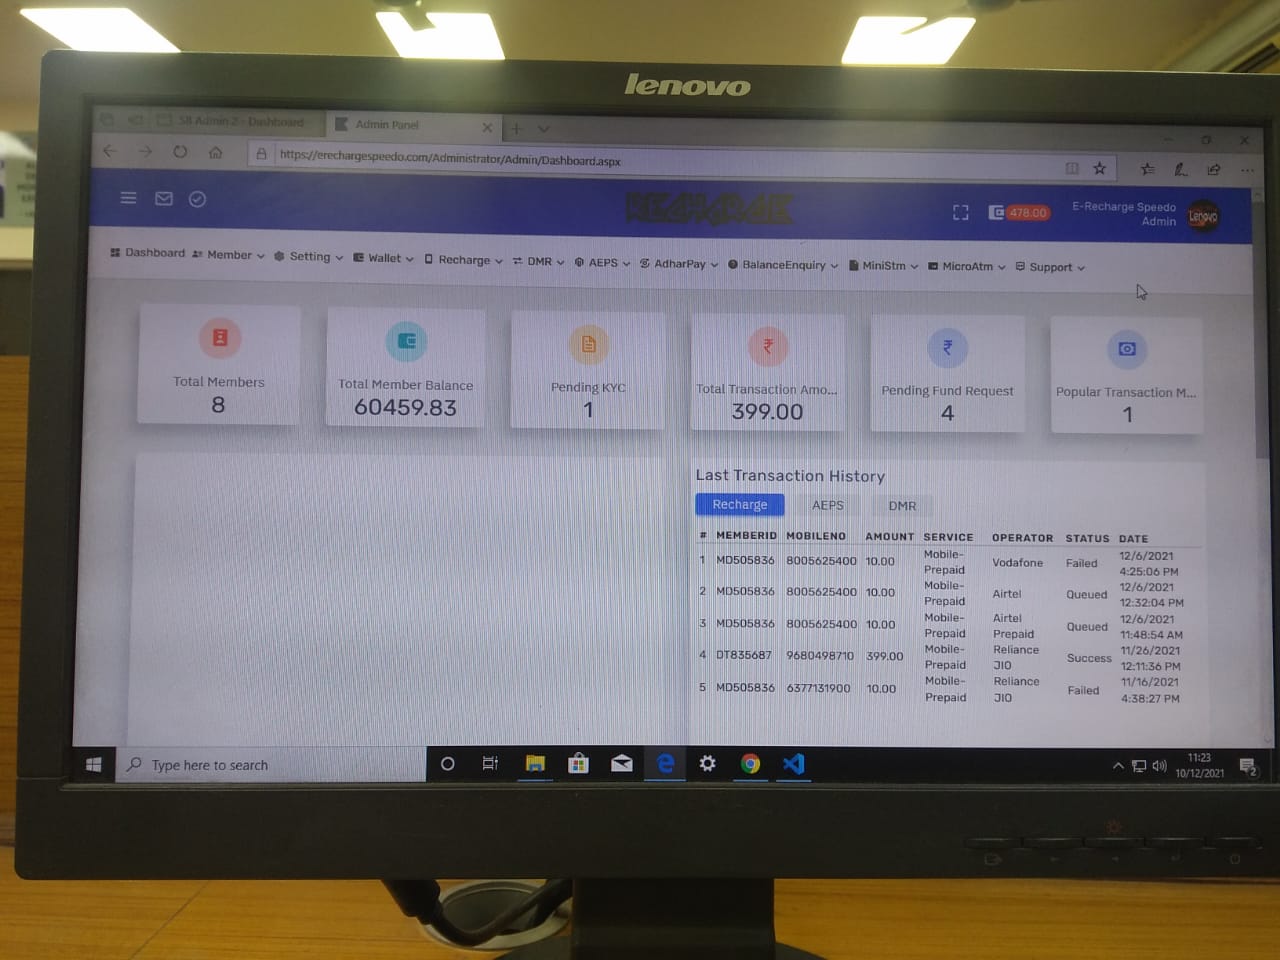 lenovo
SB Admin 2 - Dashboard
Admin Panel
https://erechargespeedo.com/Administrator/Admin/Dashboard.aspx
478.00
E-Recharge Speedo
Admin
Lenovo
Dashboard Member Setting Wallet Recharge DMR AEPS AdharPay BalanceEnquiry MiniStm MicroAtm Support
Total Members
8
Total Member Balance
60459.83
Pending KYC
1
Total Transaction Amo...
399.00
Pending Fund Request
4
Popular Transaction M...
1
Last Transaction History
Recharge AEPS DMR
# MEMBERID MOBILENO AMOUNT SERVICE OPERATOR STATUS DATE
1 MD505836 8005625400 10.00 Mobile-Prepaid Vodafone Failed 12/6/2021 4:25:06 PM
2 MD505836 8005625400 10.00 Mobile-Prepaid Airtel Queued 12/6/2021 12:32:04 PM
3 MD505836 8005625400 10.00 Mobile-Prepaid Airtel Prepaid Queued 12/6/2021 11:48:54 AM
4 DT835687 9680498710 399.00 Mobile-Prepaid Reliance JIO Success 11/26/2021 12:11:36 PM
5 MD505836 6377131900 10.00 Mobile-Prepaid Reliance JIO Failed 11/16/2021 4:38:27 PM
Type here to search
11:23
10/12/2021
2